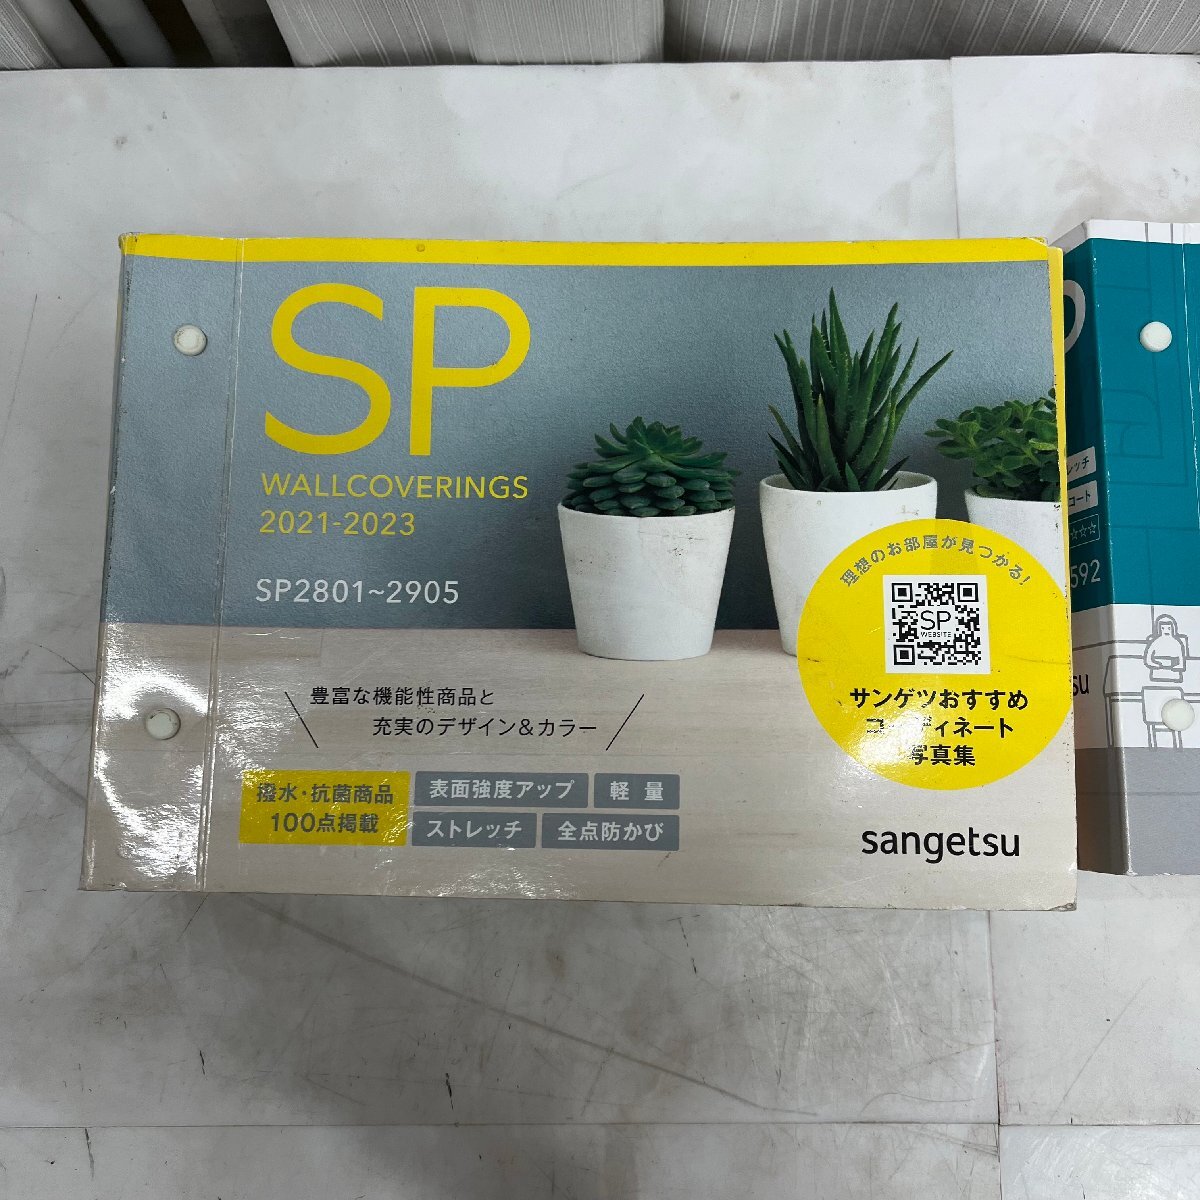 SP
WALLCOVERINGS
2021-2023
SP2801~2905
豊富な機能性商品と
充実のデザイン&カラー
撥水・抗菌商品
100点掲載
表面強度アップ
軽 量
ストレッチ
全点防かび
理想のお部屋が見つかる!
SP
WEBSITE
サンゲツおすすめ
コーディネート
写真集
sangetsu
レッチ
コート
☆☆☆
592
su